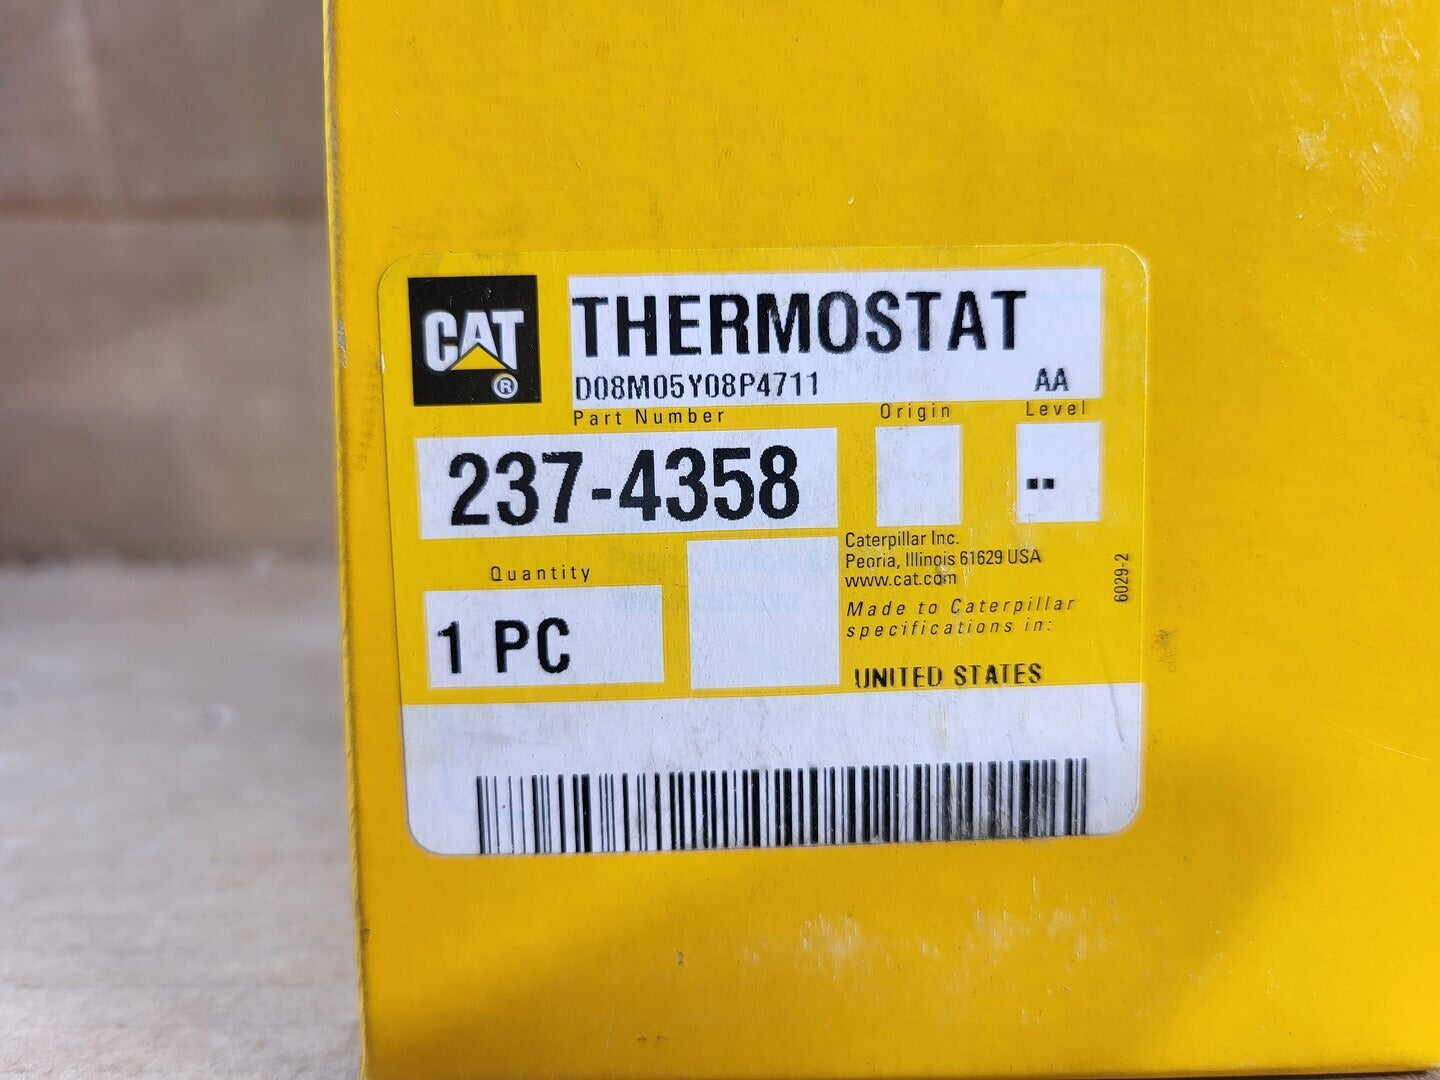 CAT
®
THERMOSTAT
D08M05Y08P4711 AA
Part Number Origin Level
237-4358 ..
Quantity
1 PC
Caterpillar Inc.
Peoria, Illinois 61629 USA
www.cat.com
Made to Caterpillar
specifications in:
UNITED STATES
6029-2